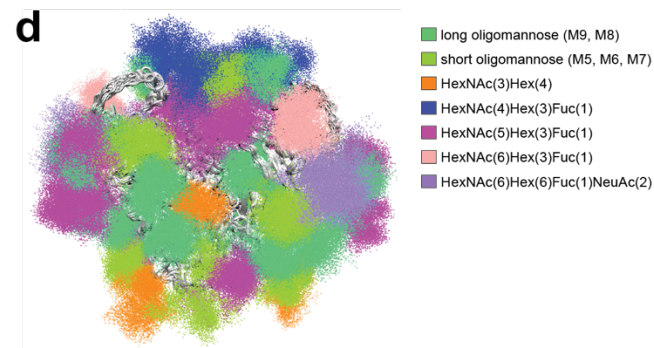 d
long oligomannose (M9, M8)
short oligomannose (M5, M6, M7)
HexNAc(3)Hex(4)
HexNAc(4)Hex(3)Fuc(1)
HexNAc(5)Hex(3)Fuc(1)
HexNAc(6)Hex(3)Fuc(1)
HexNAc(6)Hex(6)Fuc(1)NeuAc(2)